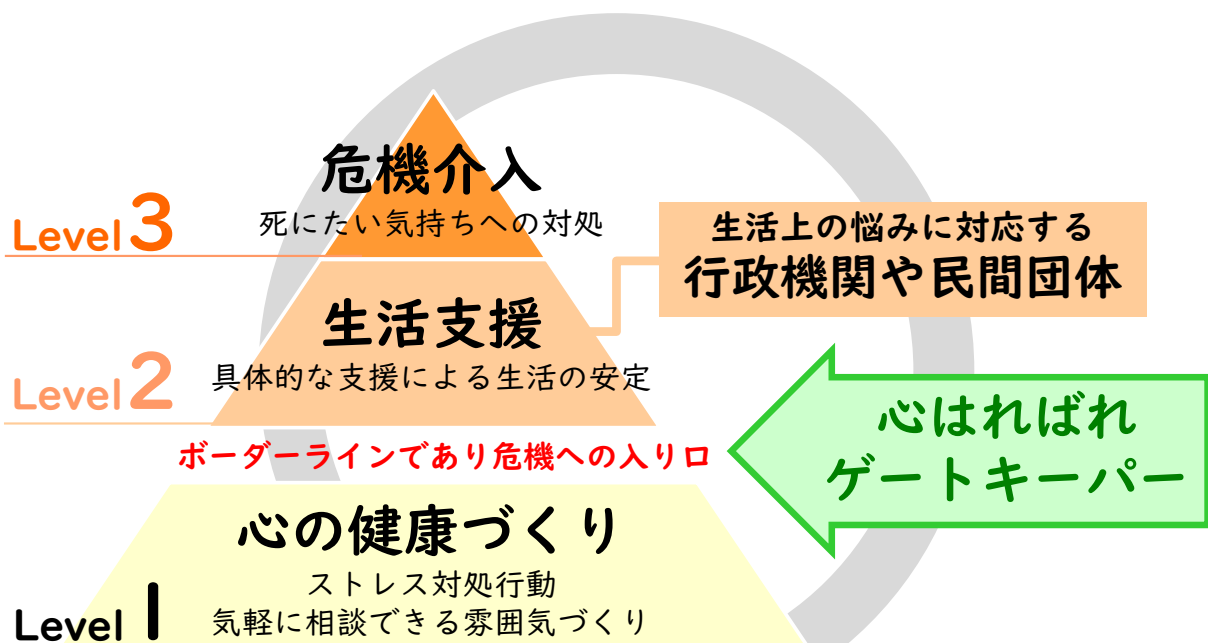 危機介入
死にたい気持ちへの対処
Level 3
生活上の悩みに対応する
行政機関や民間団体
生活支援
具体的な支援による生活の安定
Level 2
心はればれ
ゲートキーパー
ボーダーラインであり危機への入り口
心の健康づくり
ストレス対処行動
気軽に相談できる雰囲気づくり
Level 1